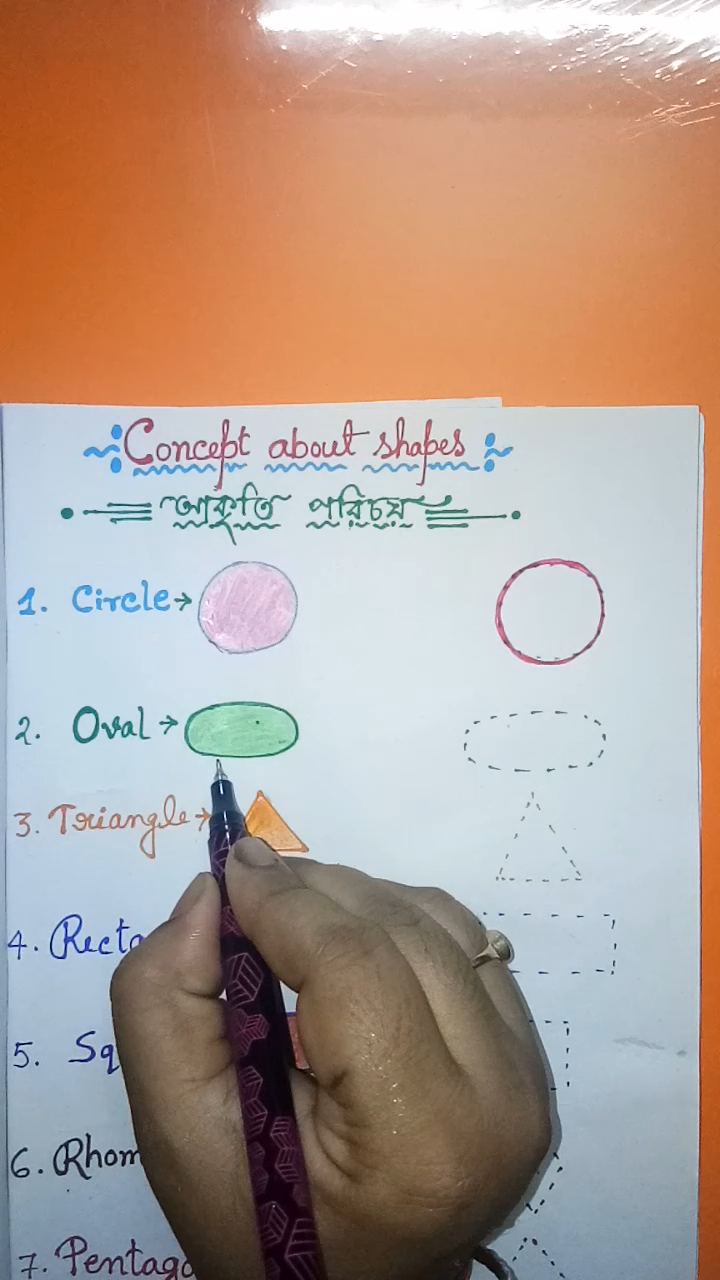 Concept about shapes
আকৃতি পরিচয়
1. Circle →
2. Oval →
3. Triangle →
4. Recta
5. Sq
6. Rhom
7. Pentago